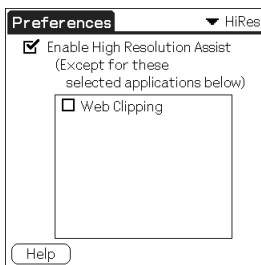 Preferences HiRes
Enable High Resolution Assist
(Except for these
selected applications below)
Web Clipping
Help